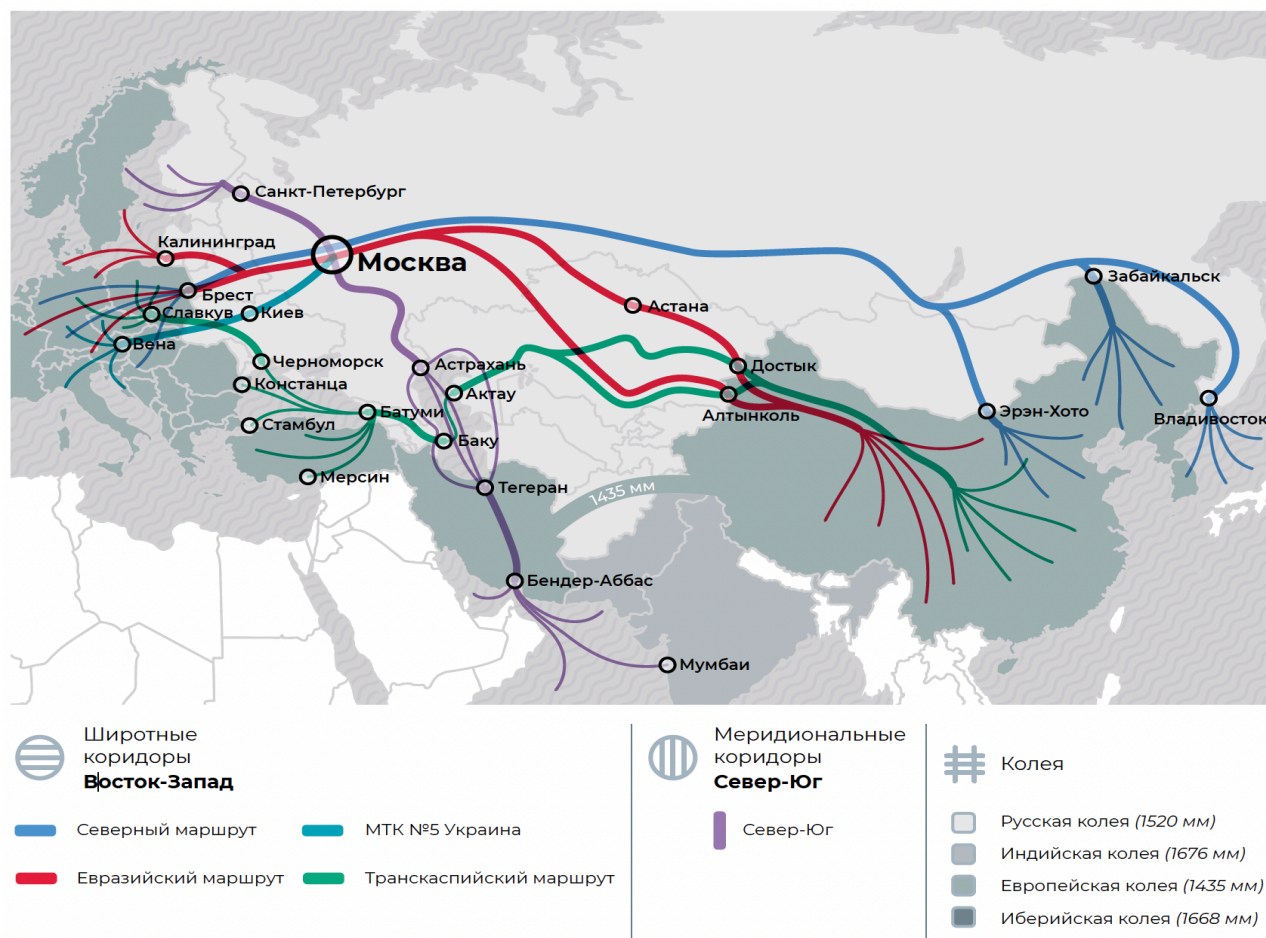 Санкт-Петербург
Калининград
Москва
Забайкальск
Брест
Астана
Славкув
Киев
Вена
Черноморск
Астрахань
Достык
Констанца
Актау
Батуми
Алтынколь
Эрэн-Хото
Владивосток
Стамбул
Баку
Мерсин
Тегеран
1435 мм
Бендер-Аббас
Мумбаи
Широтные
коридоры
Восток-Запад
Северный маршрут
МТК №5 Украина
Евразийский маршрут
Транскаспийский маршрут
Меридиональные
коридоры
Север-Юг
Север-Юг
Колея
Русская колея (1520 мм)
Индийская колея (1676 мм)
Европейская колея (1435 мм)
Иберийская колея (1668 мм)